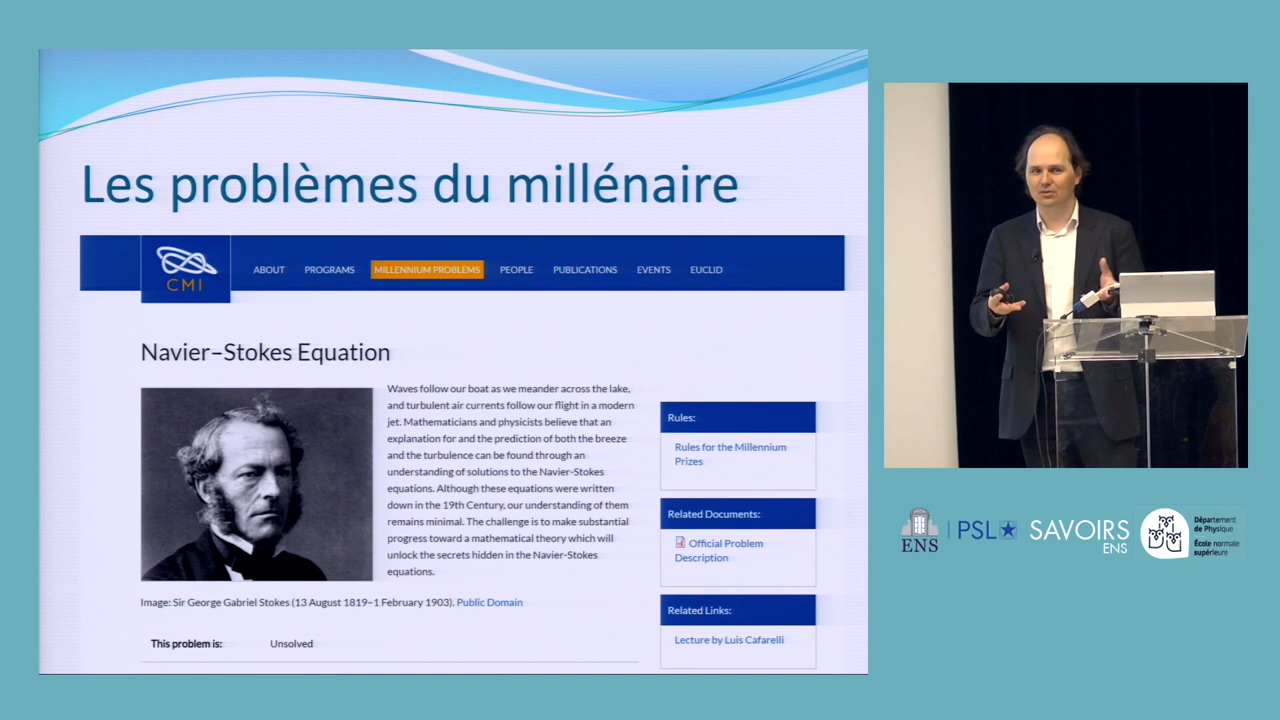 Les problèmes du millénaire
CMI
ABOUT PROGRAMS MILLENNIUM PROBLEMS PEOPLE PUBLICATIONS EVENTS EUCLID
Navier–Stokes Equation
Waves follow our boat as we meander across the lake,
and turbulent air currents follow our flight in a modern
jet. Mathematicians and physicists believe that an
explanation for and the prediction of both the breeze
and the turbulence can be found through an
understanding of solutions to the Navier-Stokes
equations. Although these equations were written
down in the 19th Century, our understanding of them
remains minimal. The challenge is to make substantial
progress toward a mathematical theory which will
unlock the secrets hidden in the Navier-Stokes
equations.
Image: Sir George Gabriel Stokes (13 August 1819–1 February 1903). Public Domain
This problem is: Unsolved
Rules:
Rules for the Millennium
Prizes
Related Documents:
Official Problem
Description
Related Links:
Lecture by Luis Cafarelli
ENS
PSL
SAVOIRS
ENS
Département
de Physique
École normale
supérieure